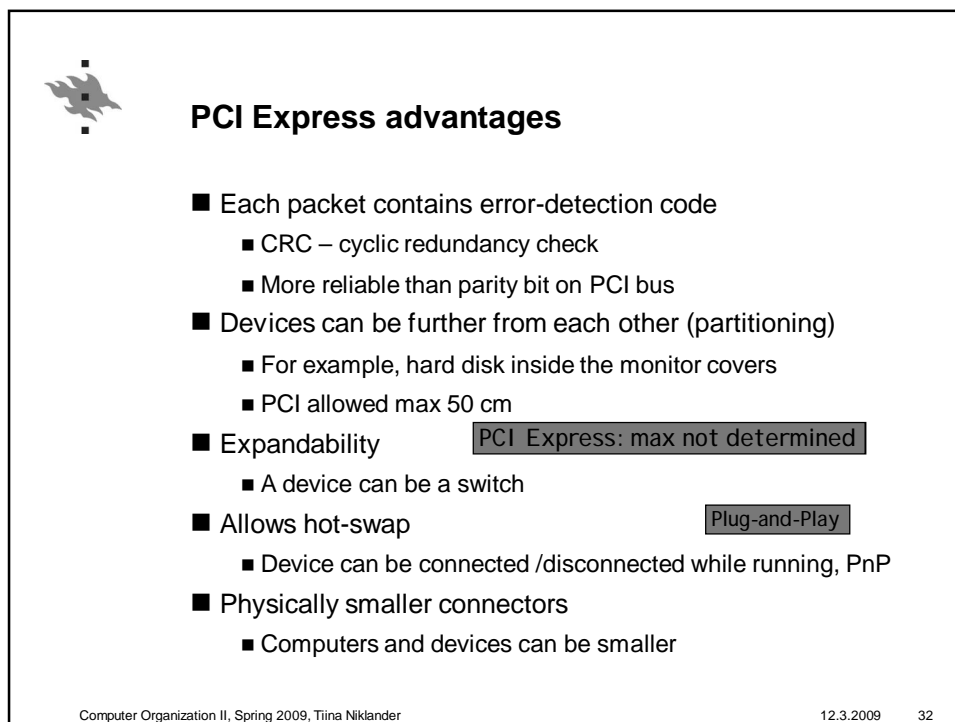 PCI Express advantages
■ Each packet contains error-detection code
■ CRC – cyclic redundancy check
■ More reliable than parity bit on PCI bus
■ Devices can be further from each other (partitioning)
■ For example, hard disk inside the monitor covers
■ PCI allowed max 50 cm
PCI Express: max not determined
■ Expandability
■ A device can be a switch
■ Allows hot-swap
Plug-and-Play
■ Device can be connected /disconnected while running, PnP
■ Physically smaller connectors
■ Computers and devices can be smaller
Computer Organization II, Spring 2009, Tiina Niklander
12.3.2009 32